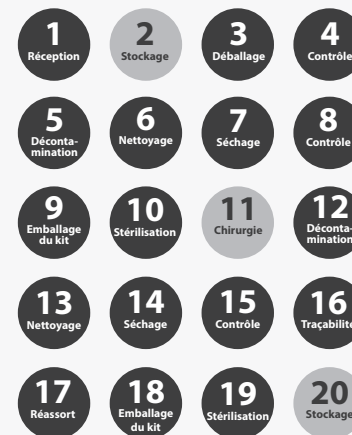 1
Réception
2
Stockage
3
Déballage
4
Contrôle
5
Déconta-
mination
6
Nettoyage
7
Séchage
8
Contrôle
9
Emballage
du kit
10
Stérilisation
11
Chirurgie
12
Déconta-
mination
13
Nettoyage
14
Séchage
15
Contrôle
16
Traçabilité
17
Réassort
18
Emballage
du kit
19
Stérilisation
20
Stockage